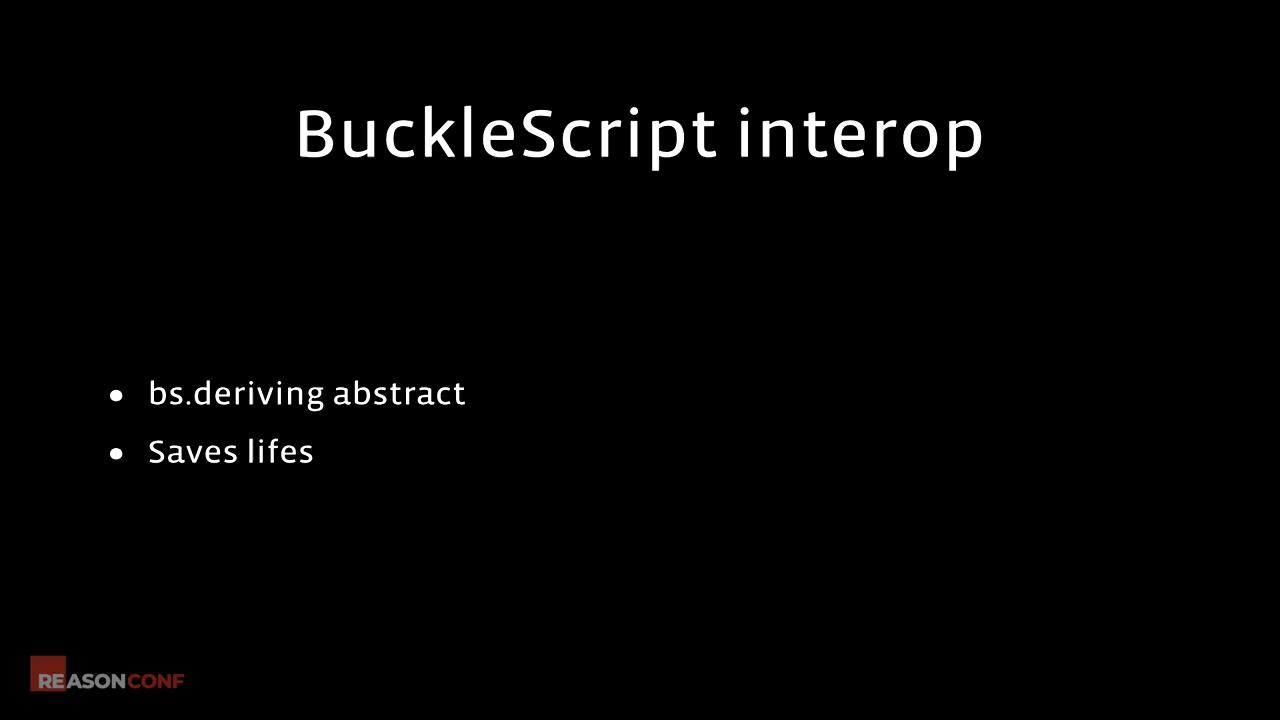 BuckleScript interop
• bs.deriving abstract
• Saves lifes
REASONCONF